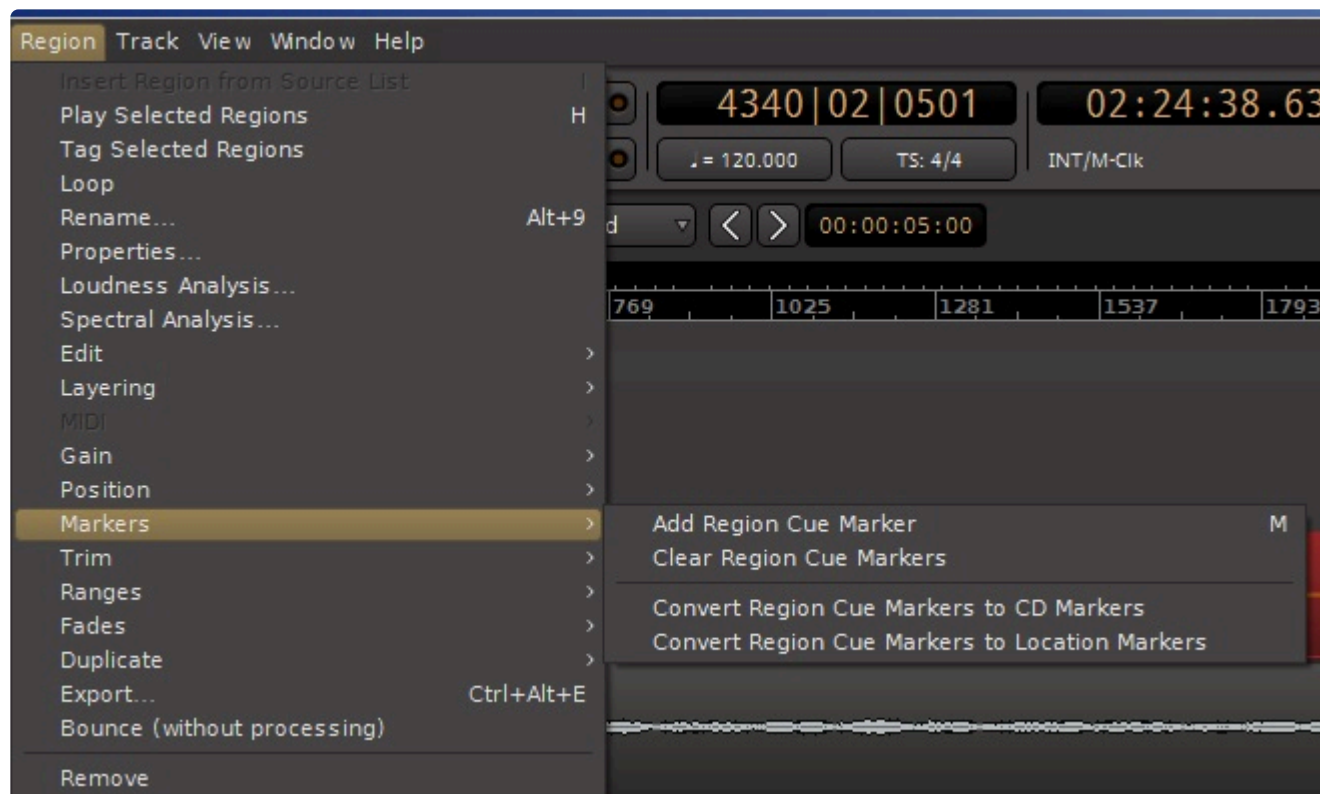 Region Track View Window Help
Insert Region from Source List I
Play Selected Regions H
Tag Selected Regions
Loop
Rename... Alt+9
Properties...
Loudness Analysis...
Spectral Analysis...
Edit
Layering
MIDI
Gain
Position
Markers
Trim
Ranges
Fades
Duplicate
Export... Ctrl+Alt+E
Bounce (without processing)
Remove
4340|02|0501 02:24:38.63
♩ = 120.000 TS: 4/4 INT/M-Clk
d 00:00:05:00
769 1025 1281 1537 1793
Add Region Cue Marker M
Clear Region Cue Markers
Convert Region Cue Markers to CD Markers
Convert Region Cue Markers to Location Markers